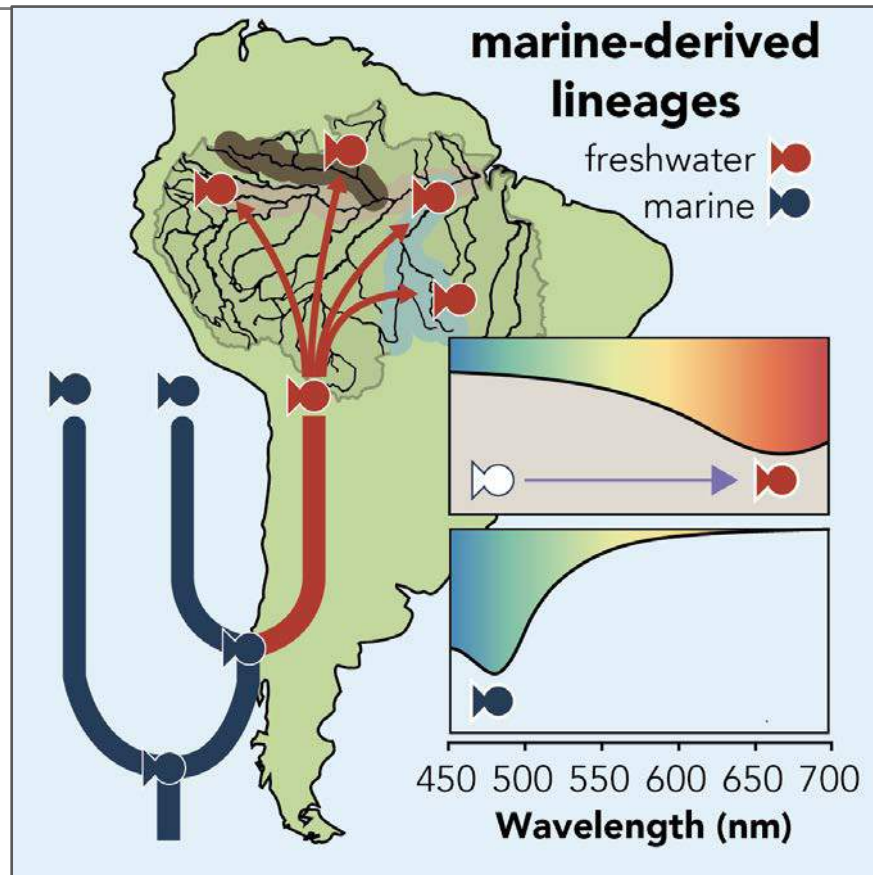 marine-derived
lineages
freshwater
marine
450 500 550 600 650 700
Wavelength (nm)